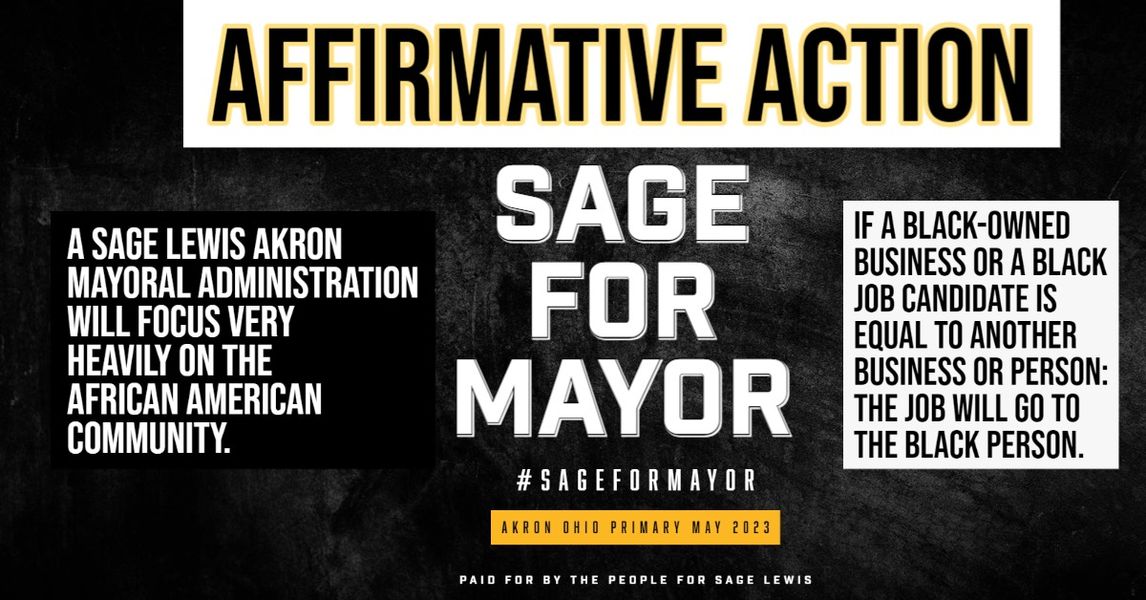 AFFIRMATIVE ACTION
A SAGE LEWIS AKRON
MAYORAL ADMINISTRATION
WILL FOCUS VERY
HEAVILY ON THE
AFRICAN AMERICAN
COMMUNITY.
SAGE
FOR
MAYOR
#SAGEFORMAYOR
AKRON OHIO PRIMARY MAY 2023
PAID FOR BY THE PEOPLE FOR SAGE LEWIS
IF A BLACK-OWNED
BUSINESS OR A BLACK
JOB CANDIDATE IS
EQUAL TO ANOTHER
BUSINESS OR PERSON:
THE JOB WILL GO TO
THE BLACK PERSON.